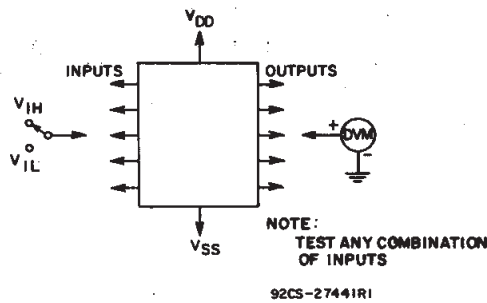 VDD
INPUTS
OUTPUTS
VIH
VIL
+
DVM
-
VSS
NOTE:
TEST ANY COMBINATION
OF INPUTS
92CS-27441R1